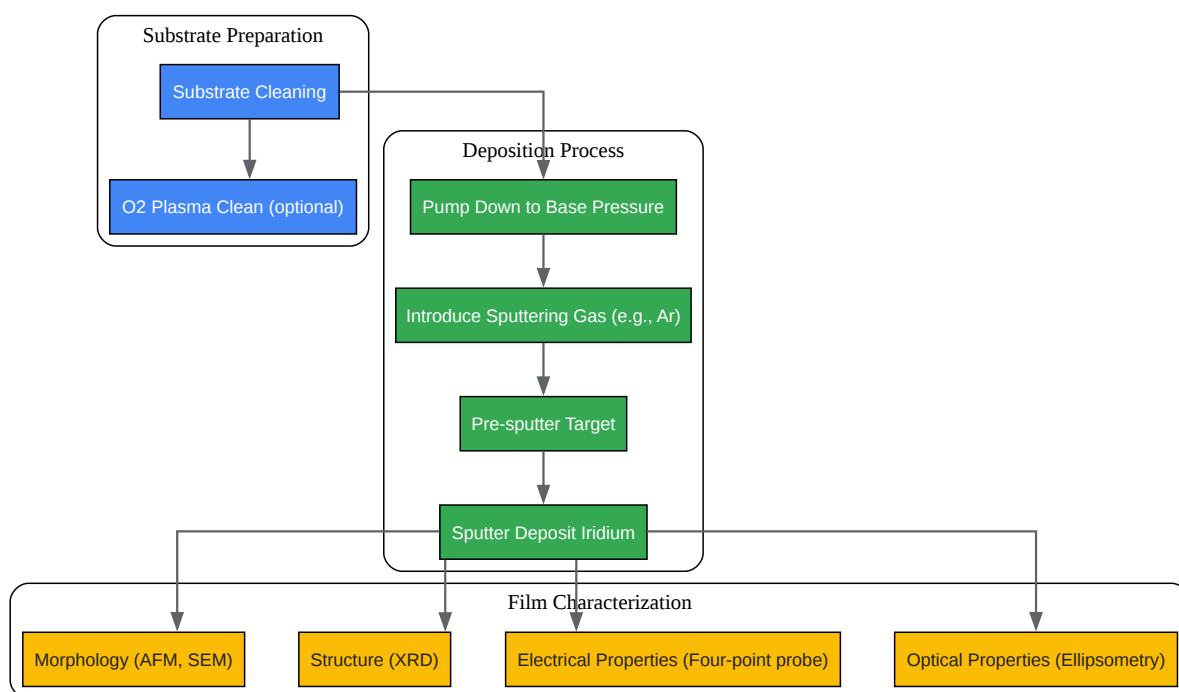 Substrate Preparation
Substrate Cleaning
O2 Plasma Clean (optional)
Deposition Process
Pump Down to Base Pressure
Introduce Sputtering Gas (e.g., Ar)
Pre-sputter Target
Sputter Deposit Iridium
Film Characterization
Morphology (AFM, SEM)
Structure (XRD)
Electrical Properties (Four-point probe)
Optical Properties (Ellipsometry)